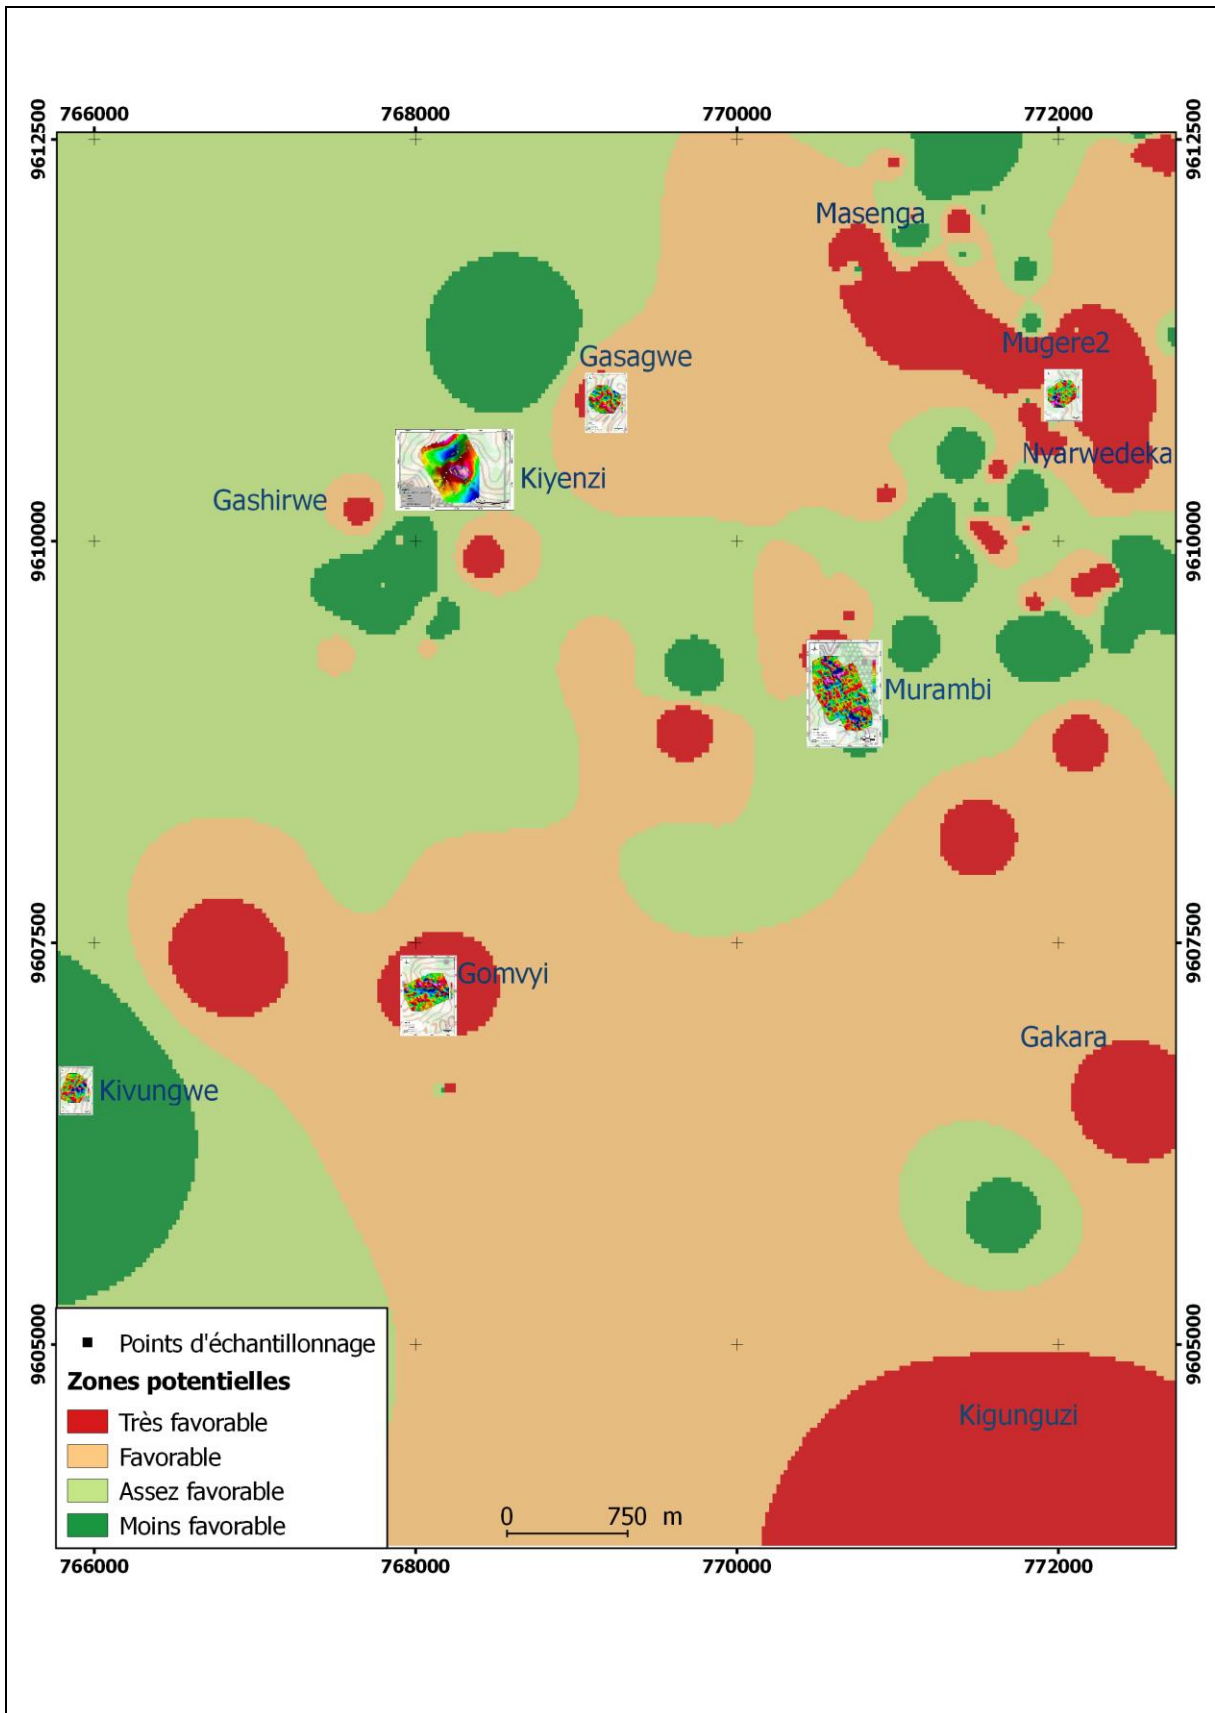 766000 768000 770000 772000
9612500 9612500
Masenga
Mugere2
Gasagwe
Nyarwedeka
Kiyenzi
Gashirwe
9610000 9610000
Murambi
9607500 9607500
Gomvyi
Gakara
Kivungwe
9605000 9605000
Points d'échantillonnage
Zones potentielles
Très favorable
Favorable
Assez favorable
Moins favorable
Kigunguzi
0 750 m
766000 768000 770000 772000